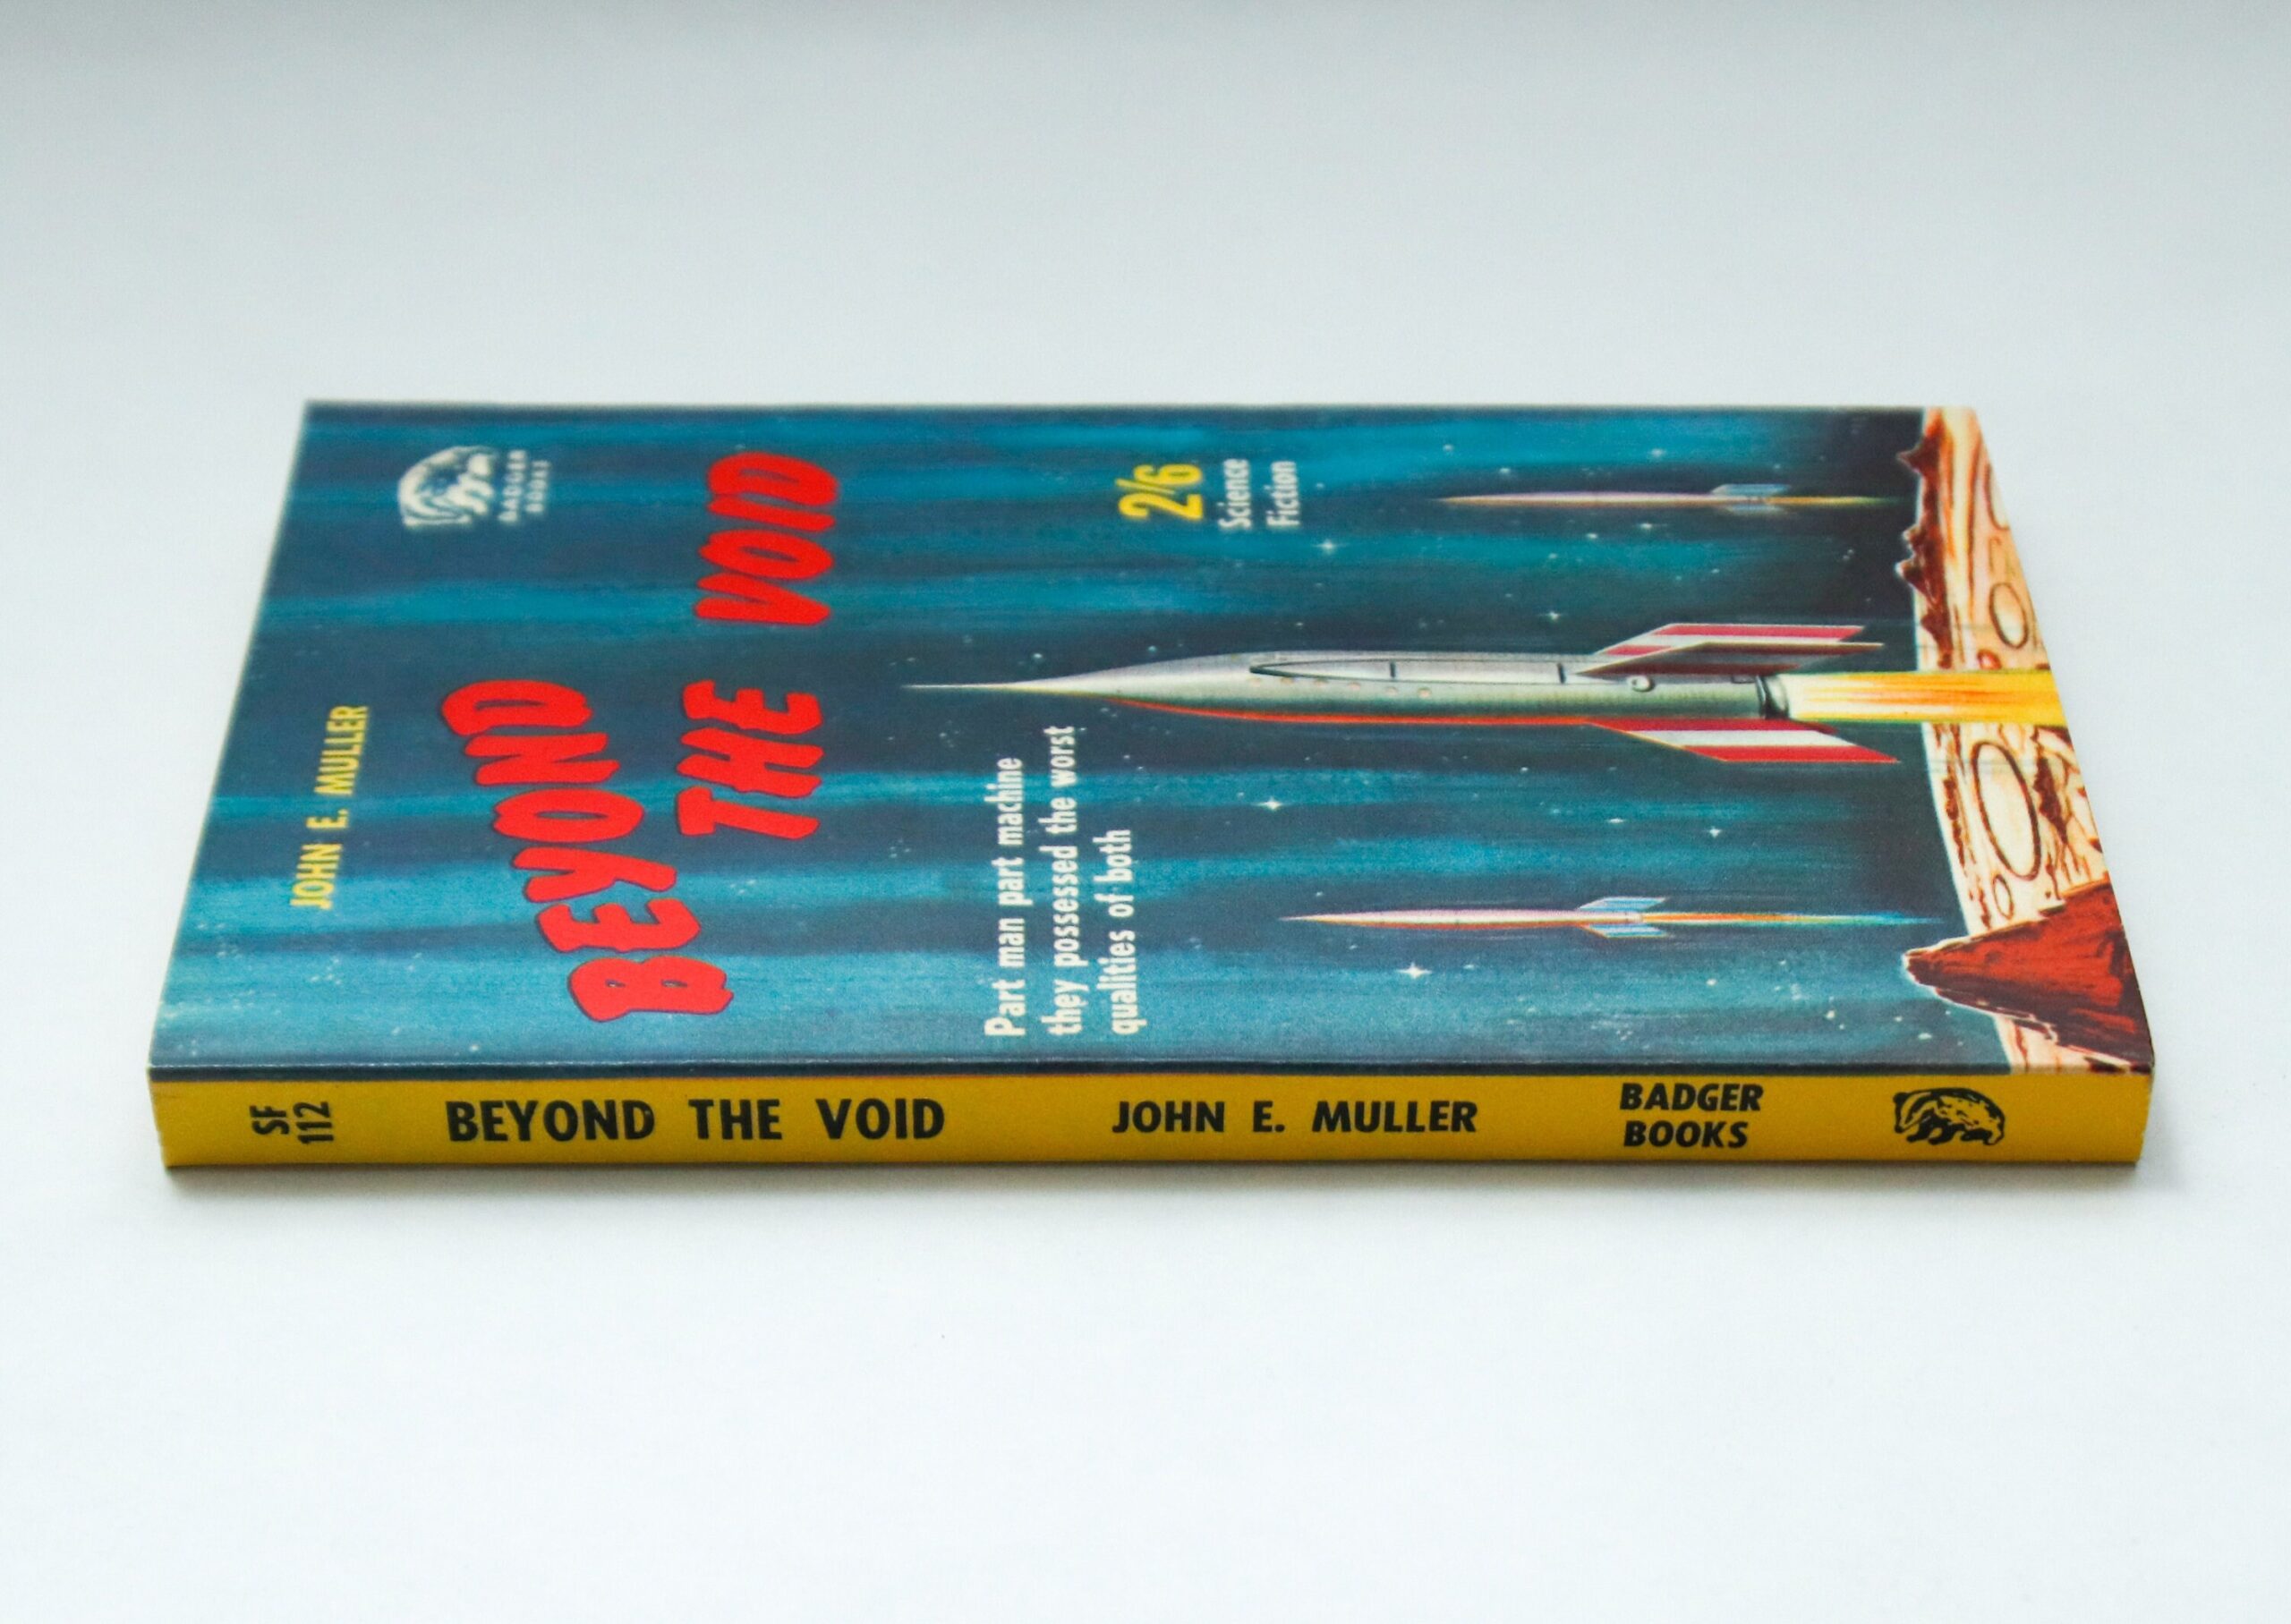 BADGER
BOOKS
JOHN E. MULLER
BEYOND
THE VOID
Part man part machine
they possessed the worst
qualities of both
2/6
Science
Fiction
SF
112
BEYOND THE VOID
JOHN E. MULLER
BADGER
BOOKS